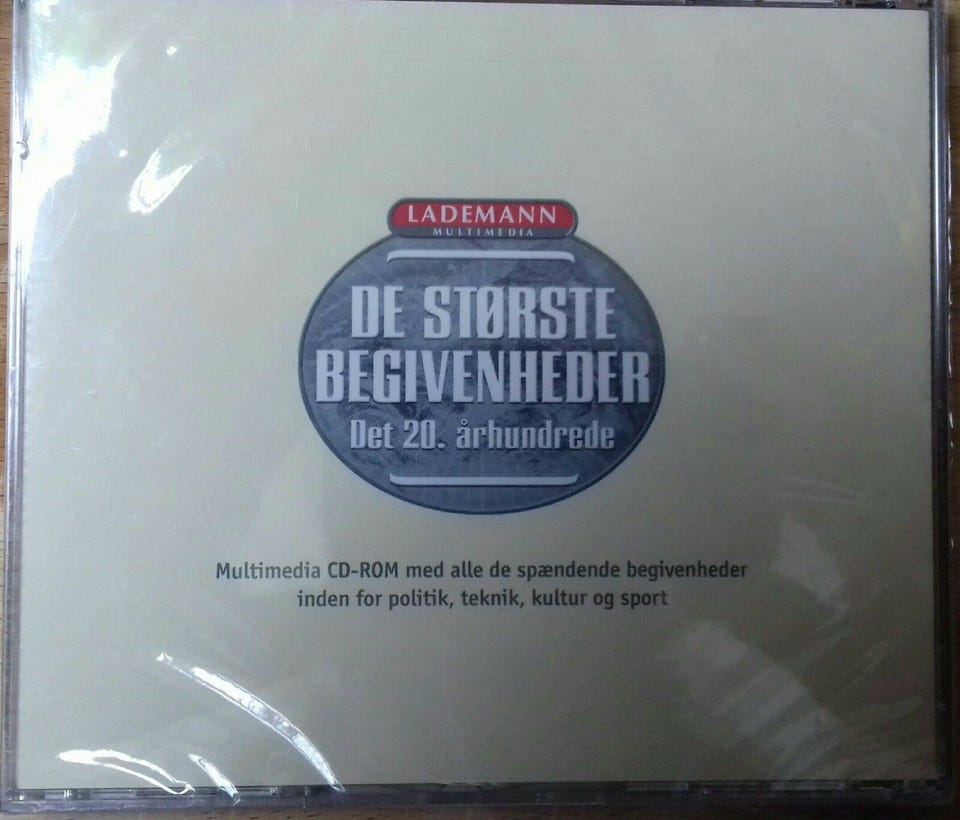 LADEMANN
MULTIMEDIA
DE STØRSTE
BEGIVENHEDER
Det 20. århundrede
Multimedia CD-ROM med alle de spændende begivenheder
inden for politik, teknik, kultur og sport